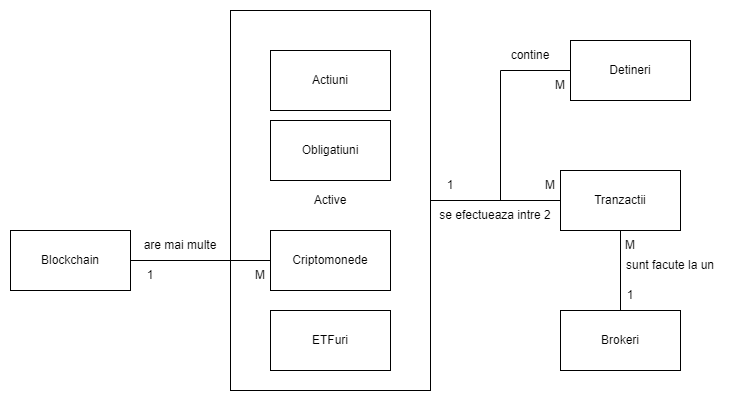 Actiuni
Obligatiuni
Active
Criptomonede
ETFuri
Blockchain
are mai multe
1
M
contine
M
Detineri
1
M
se efectueaza intre 2
Tranzactii
M
sunt facute la un
1
Brokeri